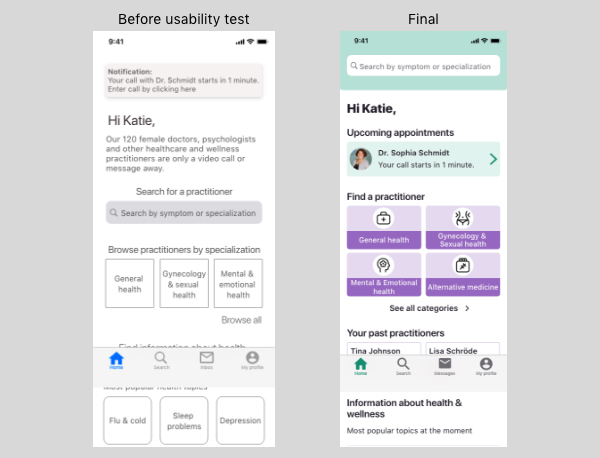 Before usability test
9:41
Notification:
Your call with Dr. Schmidt starts in 1 minute.
Enter call by clicking here
Hi Katie,
Our 120 female doctors, psychologists
and other healthcare and wellness
practitioners are only a video call or
message away.
Search for a practitioner
Search by symptom or specialization
Browse practitioners by specialization
General
health
Gynecology
& sexual
health
Mental &
emotional
health
Browse all
Find information about health
Home
Search
Inbox
My profile
Most popular health topics
Flu & cold
Sleep
problems
Depression
Final
9:41
Search by symptom or specialization
Hi Katie,
Upcoming appointments
Dr. Sophia Schmidt
Your call starts in 1 minute.
Find a practitioner
General health
Gynecology &
Sexual health
Mental & Emotional
health
Alternative medicine
See all categories
Your past practitioners
Tina Johnson
Lisa Schröde
Home
Search
Messages
My profile
Information about health &
wellness
Most popular topics at the moment